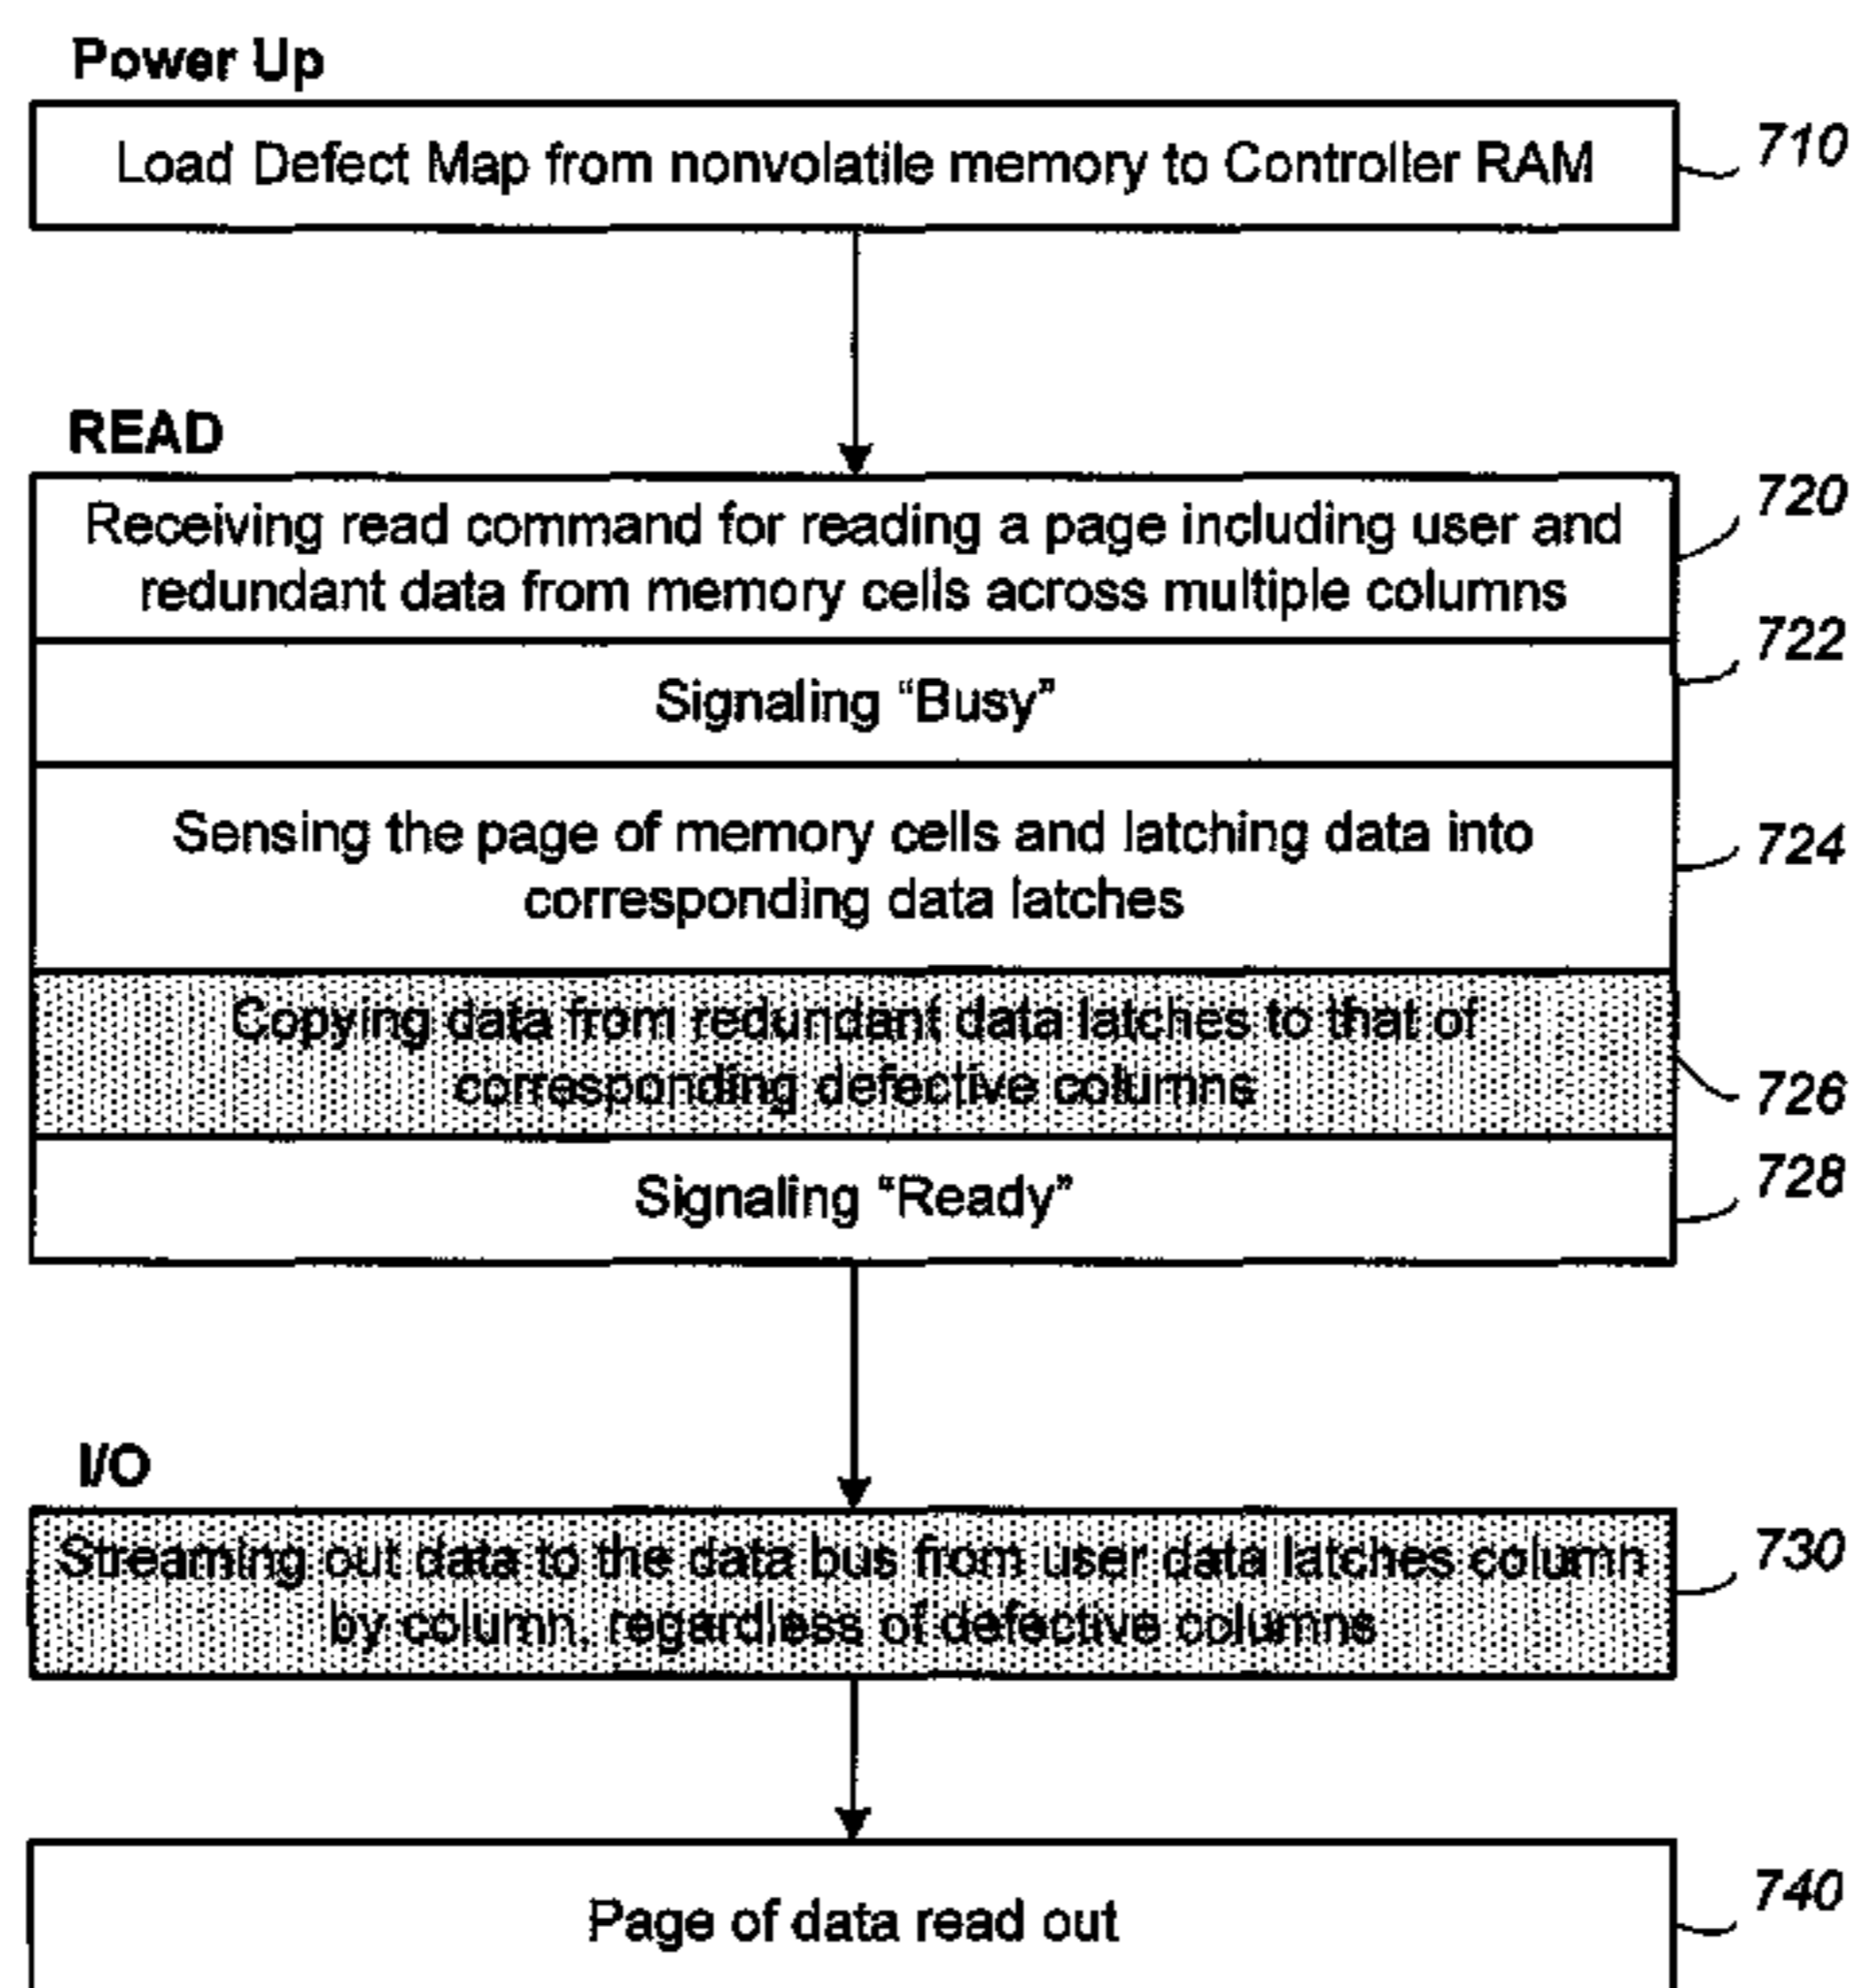 Power Up
Load Defect Map from nonvolatile memory to Controller RAM
710
READ
Receiving read command for reading a page including user and
redundant data from memory cells across multiple columns
720
Signaling “Busy”
722
Sensing the page of memory cells and latching data into
corresponding data latches
724
Copying data from redundant data latches to that of
corresponding defective columns
726
Signaling “Ready”
728
I/O
Streaming out data to the data bus from user data latches column
by column, regardless of defective columns
730
Page of data read out
740